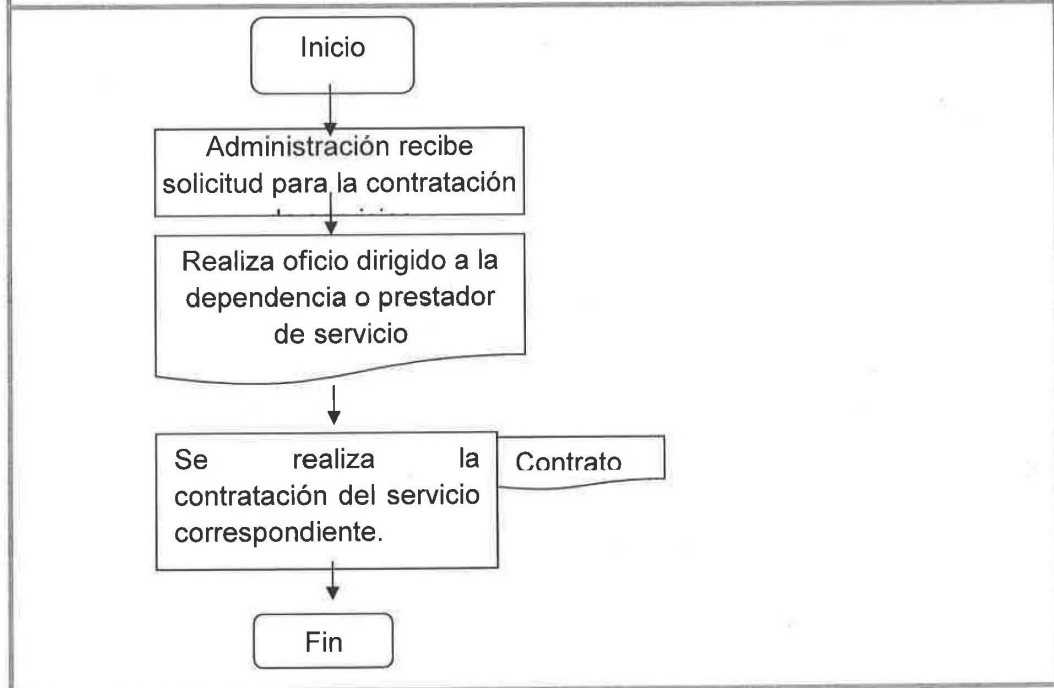 Inicio
Administración recibe
solicitud para la contratación
Realiza oficio dirigido a la
dependencia o prestador
de servicio
Se realiza la
contratación del servicio
correspondiente.
Contrato
Fin